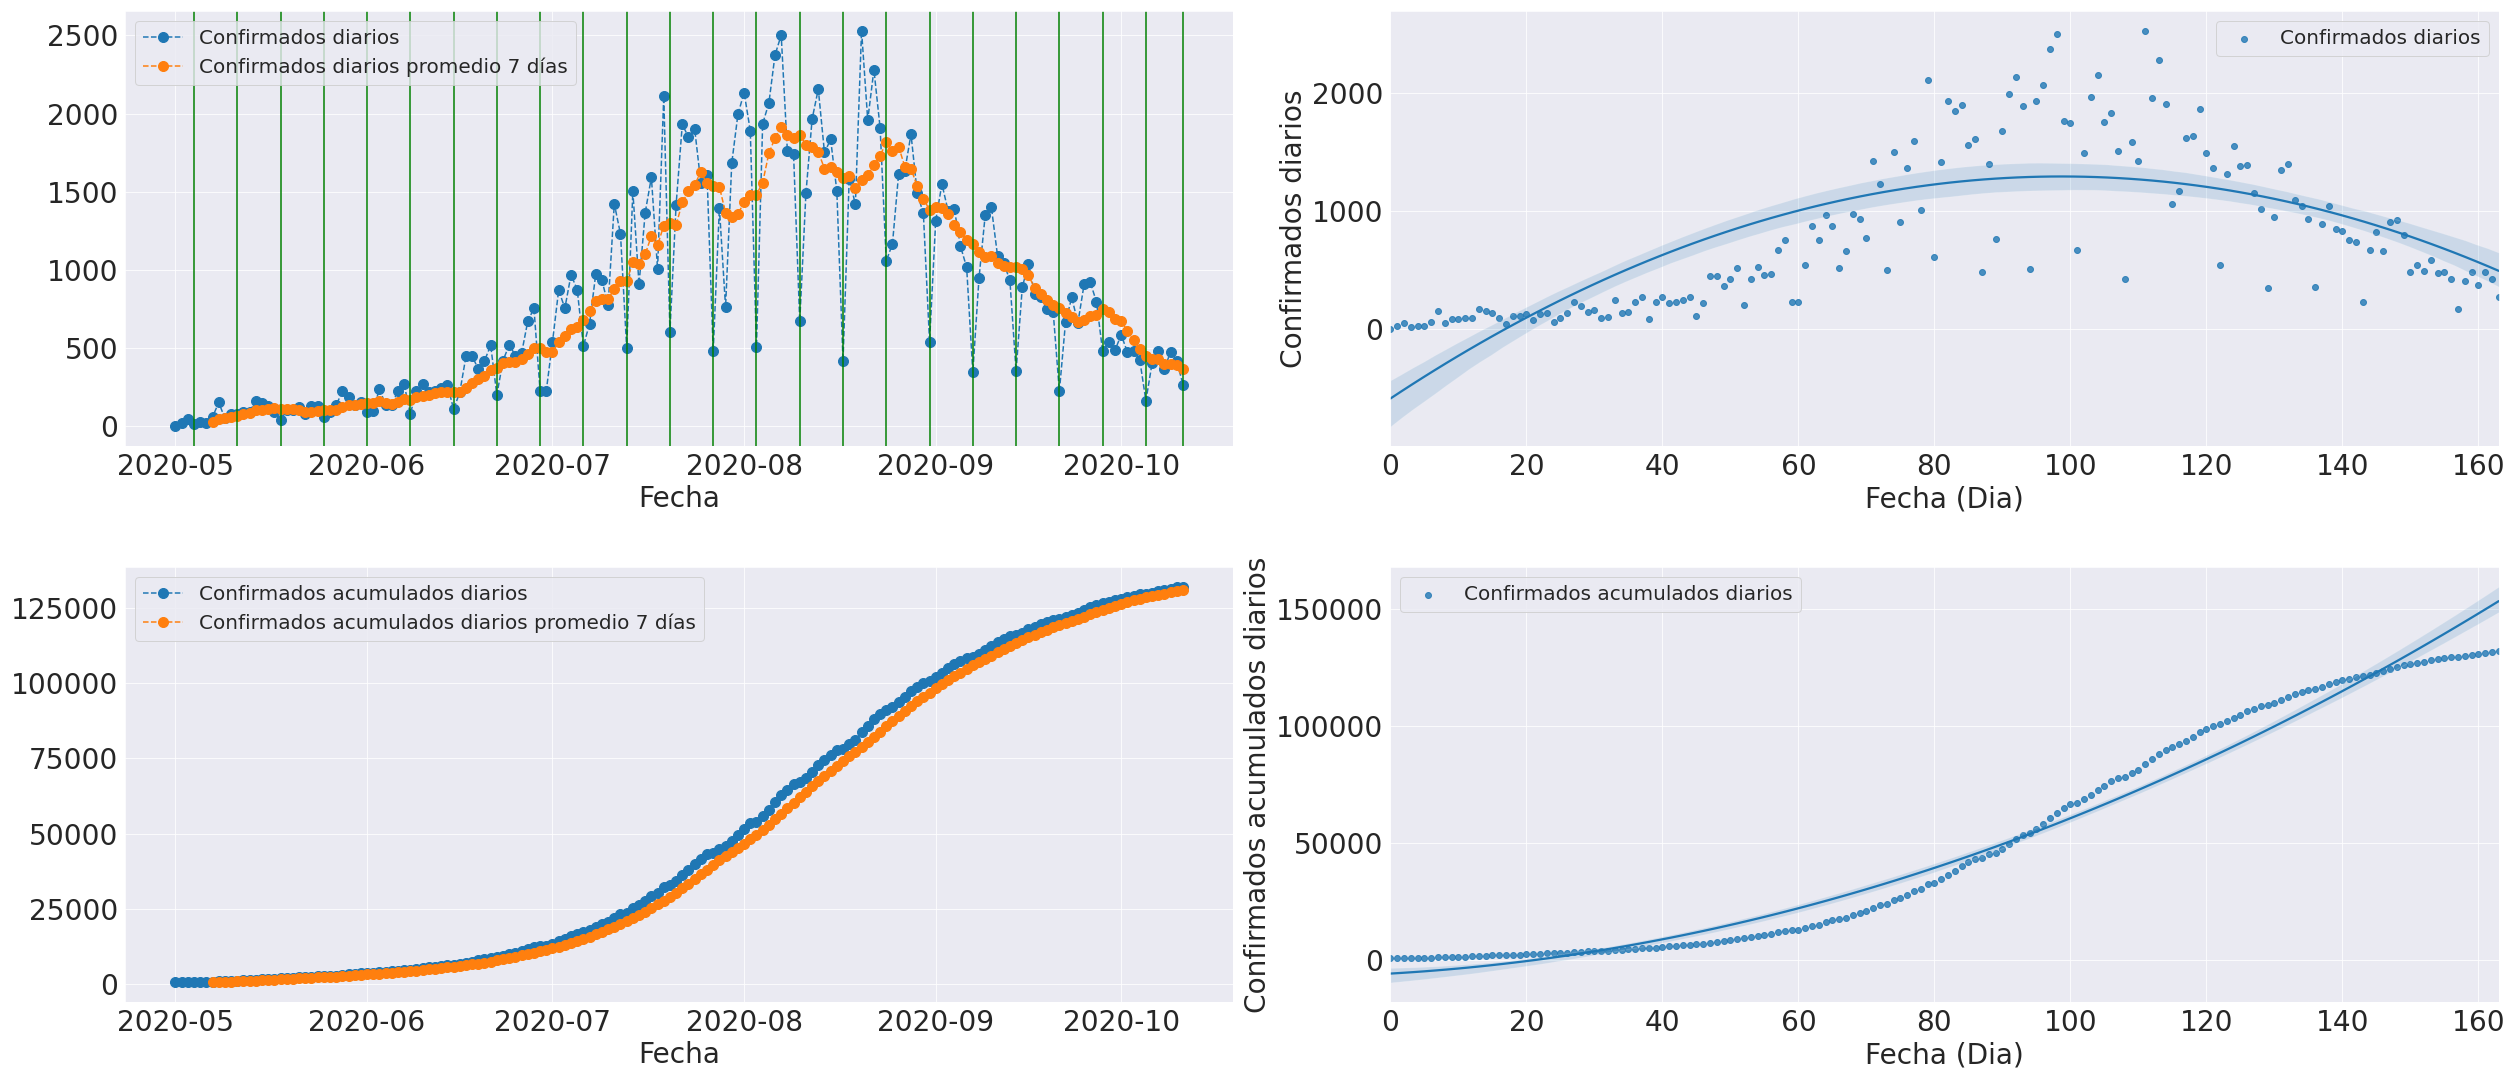 Confirmados diarios
Confirmados diarios promedio 7 días
2500
2000
1500
1000
500
0
2020-05 2020-06 2020-07 2020-08 2020-09 2020-10
Fecha
Confirmados diarios
Confirmados diarios
2000
1000
0
0 20 40 60 80 100 120 140 160
Fecha (Dia)
Confirmados acumulados diarios
Confirmados acumulados diarios promedio 7 días
125000
100000
75000
50000
25000
0
2020-05 2020-06 2020-07 2020-08 2020-09 2020-10
Fecha
Confirmados acumulados diarios
Confirmados acumulados diarios
150000
100000
50000
0
0 20 40 60 80 100 120 140 160
Fecha (Dia)